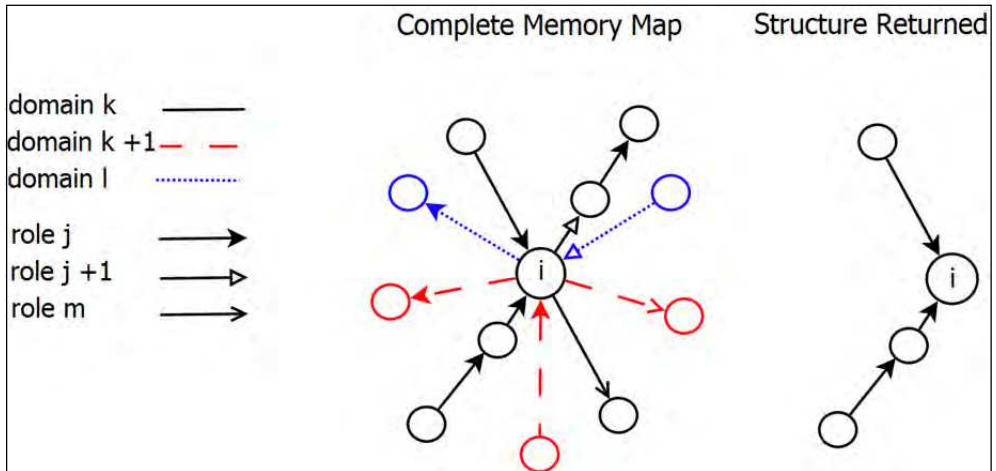 Complete Memory Map
Structure Returned
domain k
domain k +1
domain l
role j
role j +1
role m
i
i